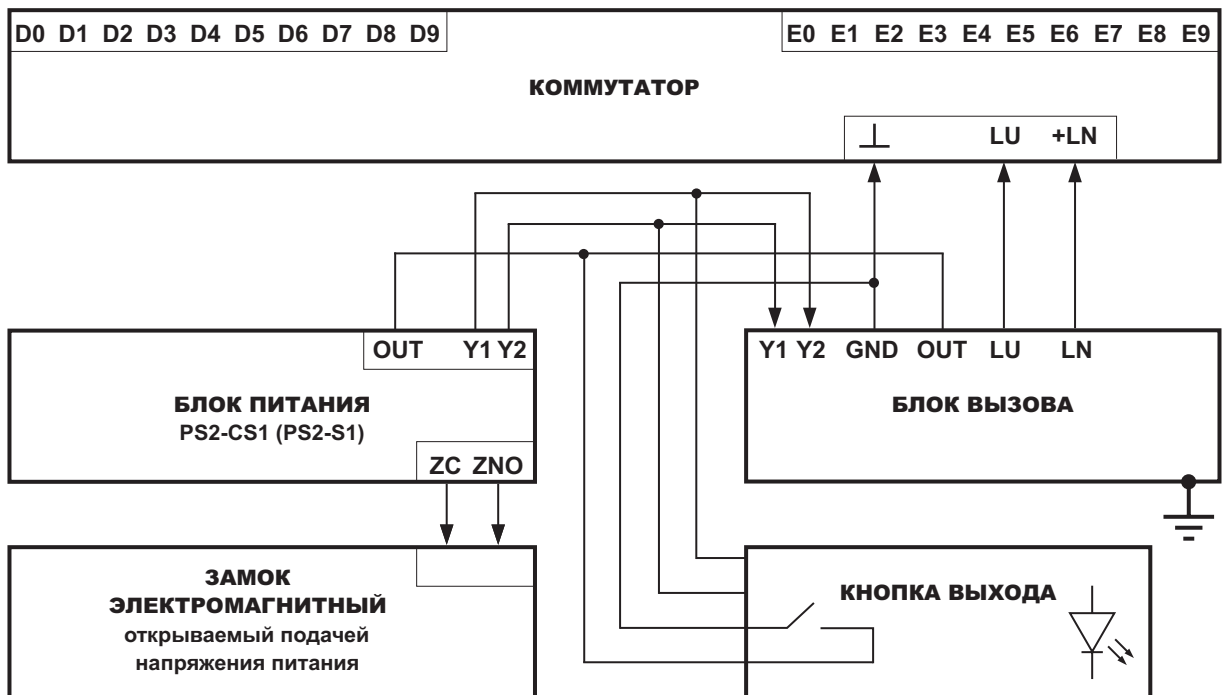 D0 D1 D2 D3 D4 D5 D6 D7 D8 D9
E0 E1 E2 E3 E4 E5 E6 E7 E8 E9
КОММУТАТОР
⊥ LU +LN
OUT Y1 Y2
БЛОК ПИТАНИЯ
PS2-CS1 (PS2-S1)
ZC ZNO
Y1 Y2 GND OUT LU LN
БЛОК ВЫЗОВА
ЗАМОК
ЭЛЕКТРОМАГНИТНЫЙ
открываемый подачей
напряжения питания
КНОПКА ВЫХОДА